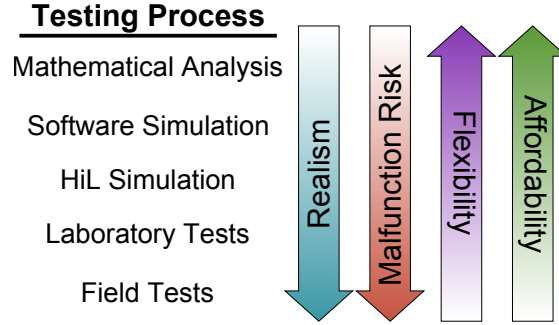 Testing Process
Mathematical Analysis
Software Simulation
HiL Simulation
Laboratory Tests
Field Tests
Realism
Malfunction Risk
Flexibility
Affordability